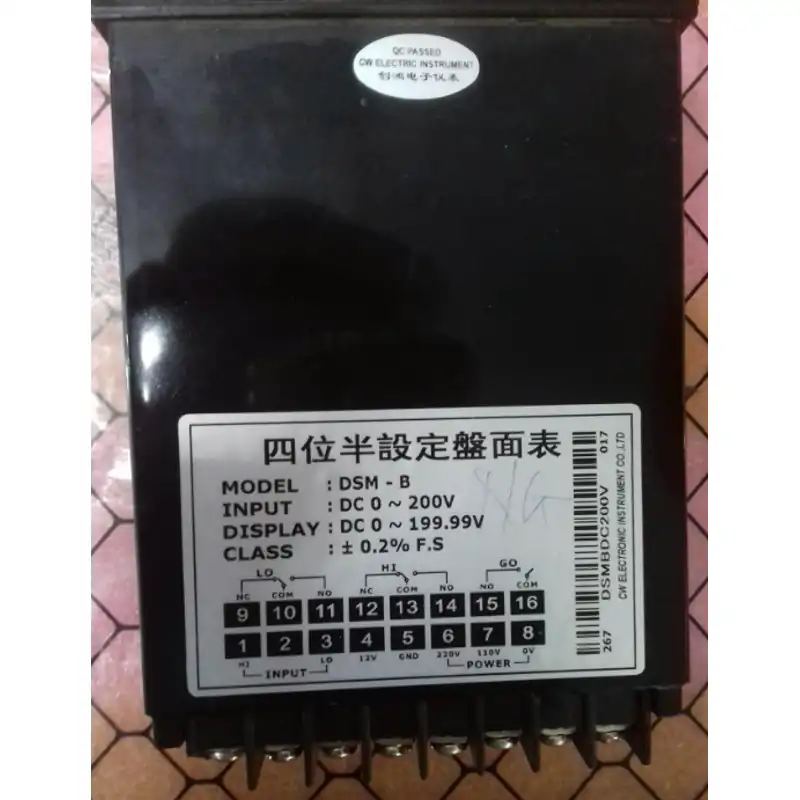 QC PASSED
CW ELECTRIC INSTRUMENT
创鸿电子仪表
四位半設定盤面表
MODEL : DSM - B
INPUT : DC 0 ~ 200V
DISPLAY : DC 0 ~ 199.99V
CLASS : ± 0.2% F.S
LO HI GO
NC COM NO NC COM NO NO COM
9 10 11 12 13 14 15 16
1 2 3 4 5 6 7 8
HI LO 12V GND 220V 110V 0V
INPUT POWER
267 DSMBDC200V 017
CW ELECTRONIC INSTRUMENT CO.,LTD